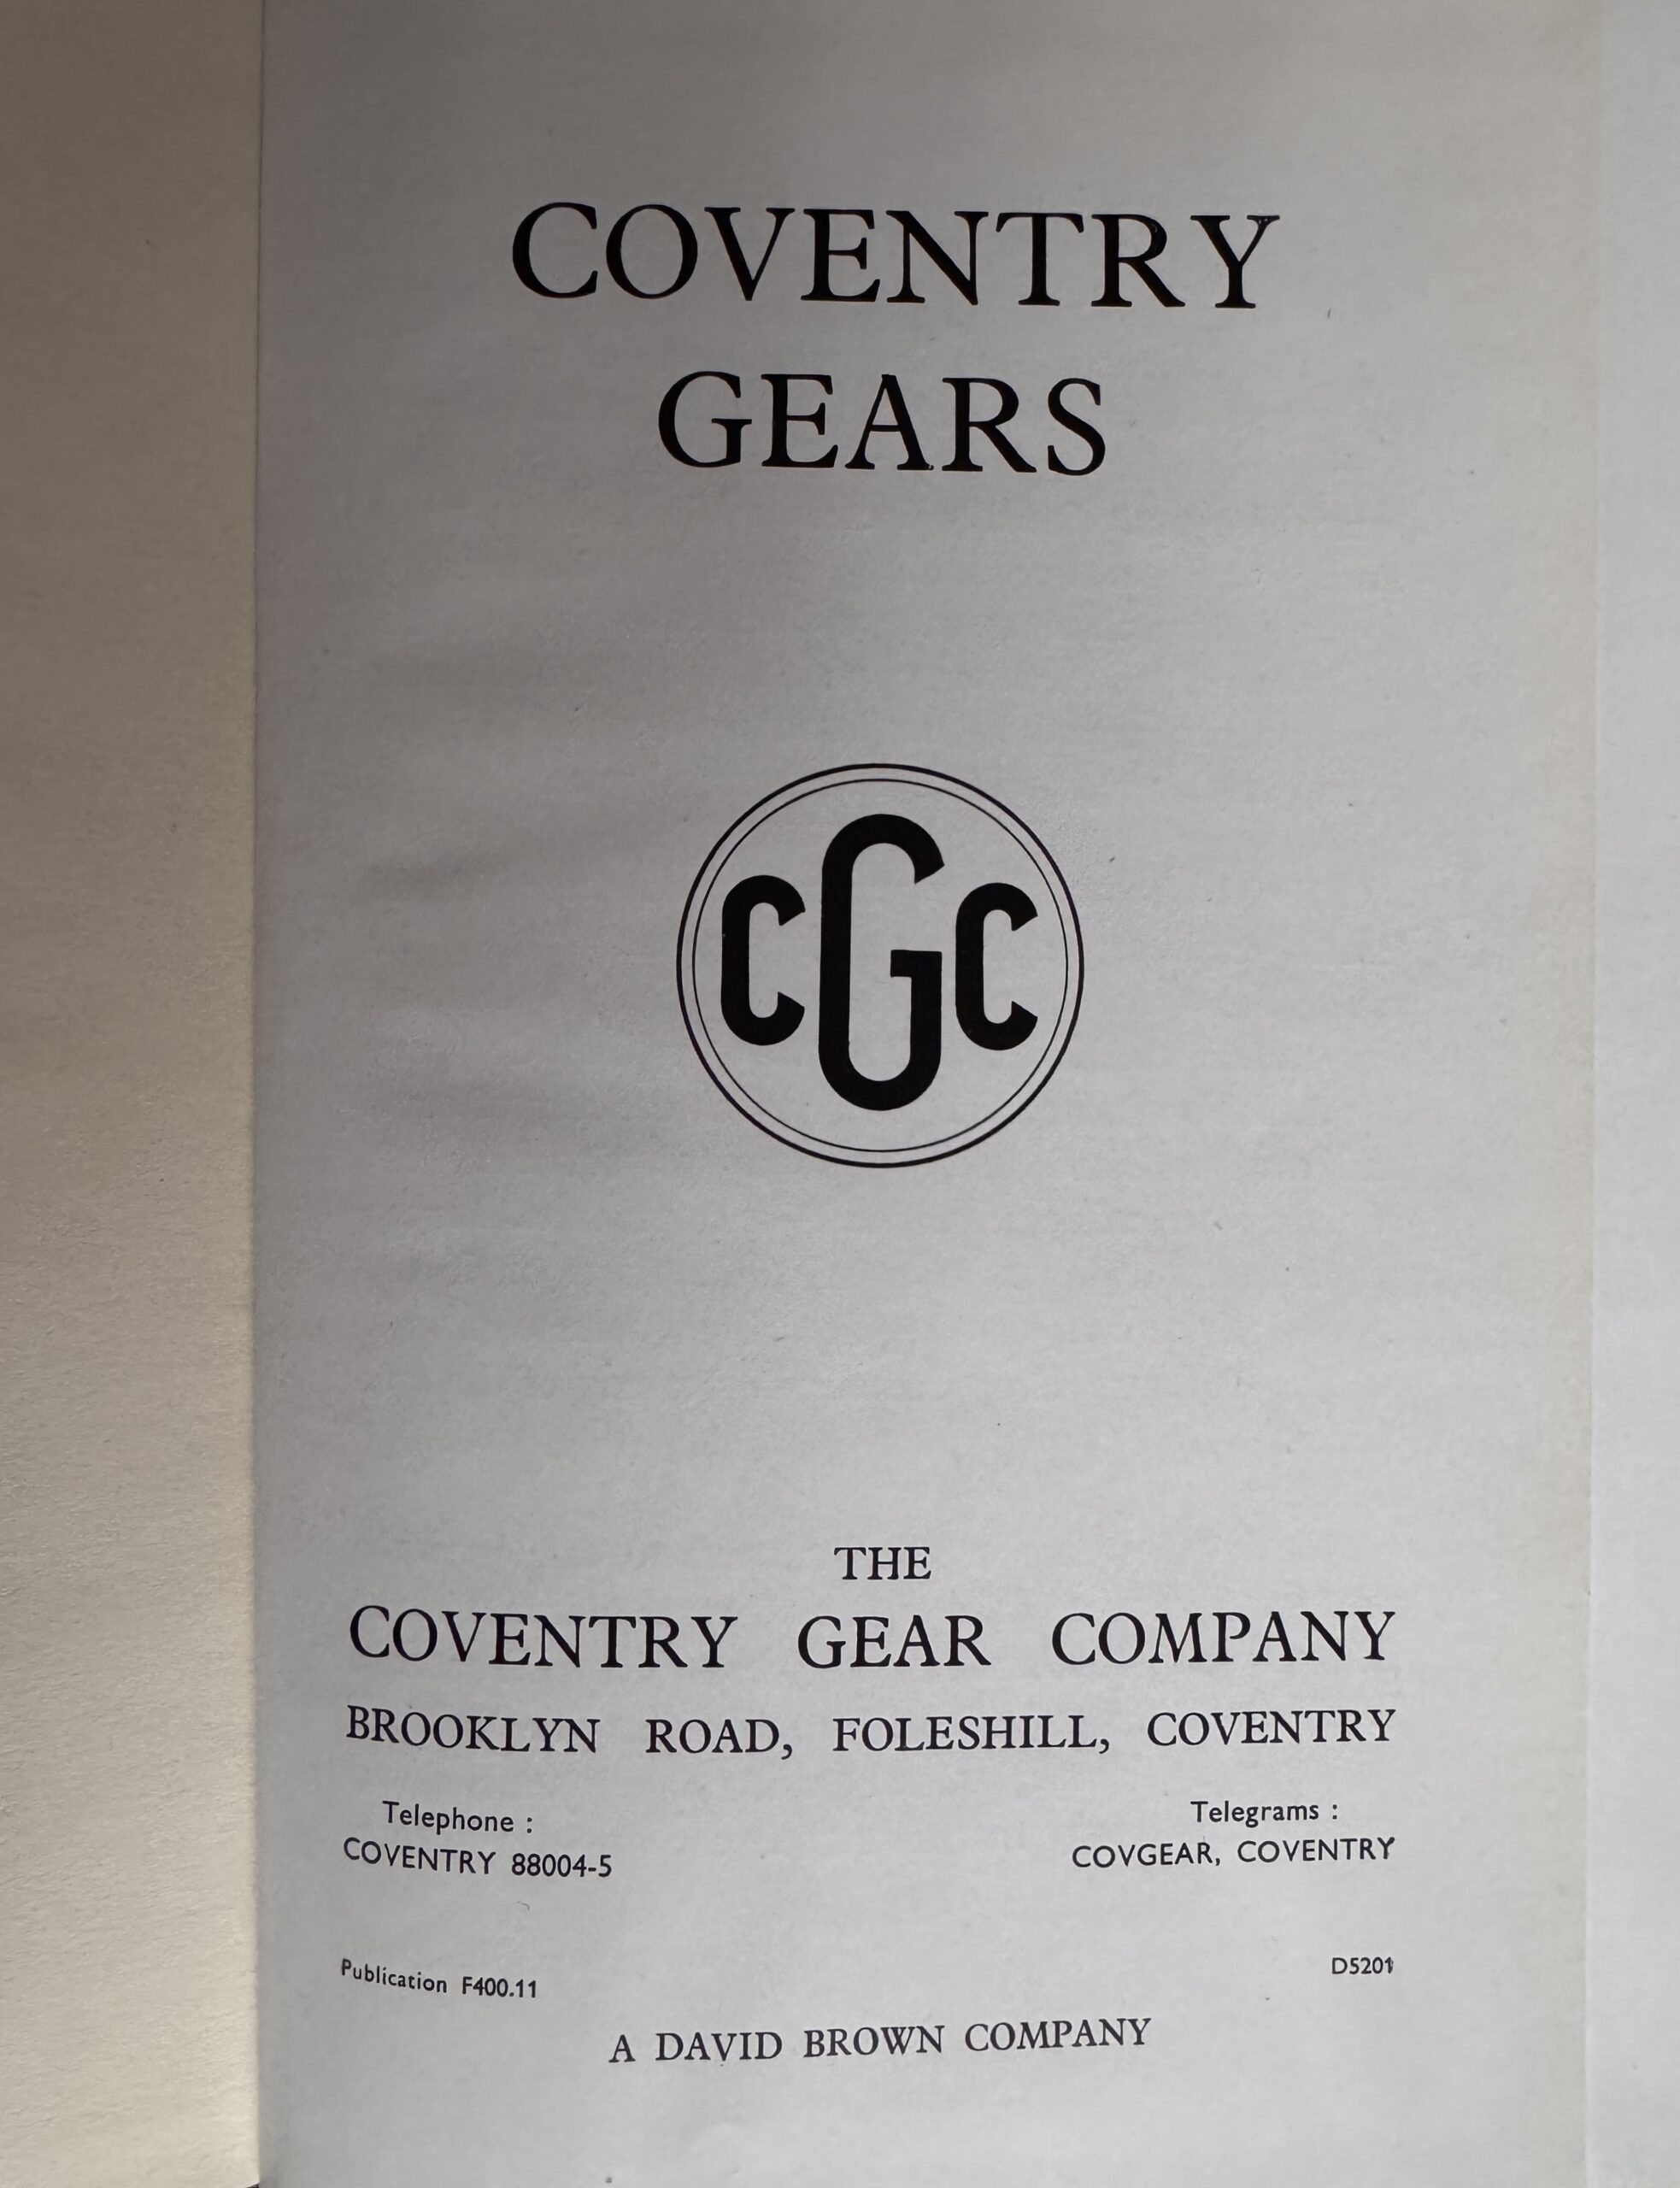 COVENTRY
GEARS
CGC
THE
COVENTRY GEAR COMPANY
BROOKLYN ROAD, FOLESHILL, COVENTRY
Telephone :
COVENTRY 88004-5
Telegrams :
COVGEAR, COVENTRY
Publication F400.11
D5201
A DAVID BROWN COMPANY